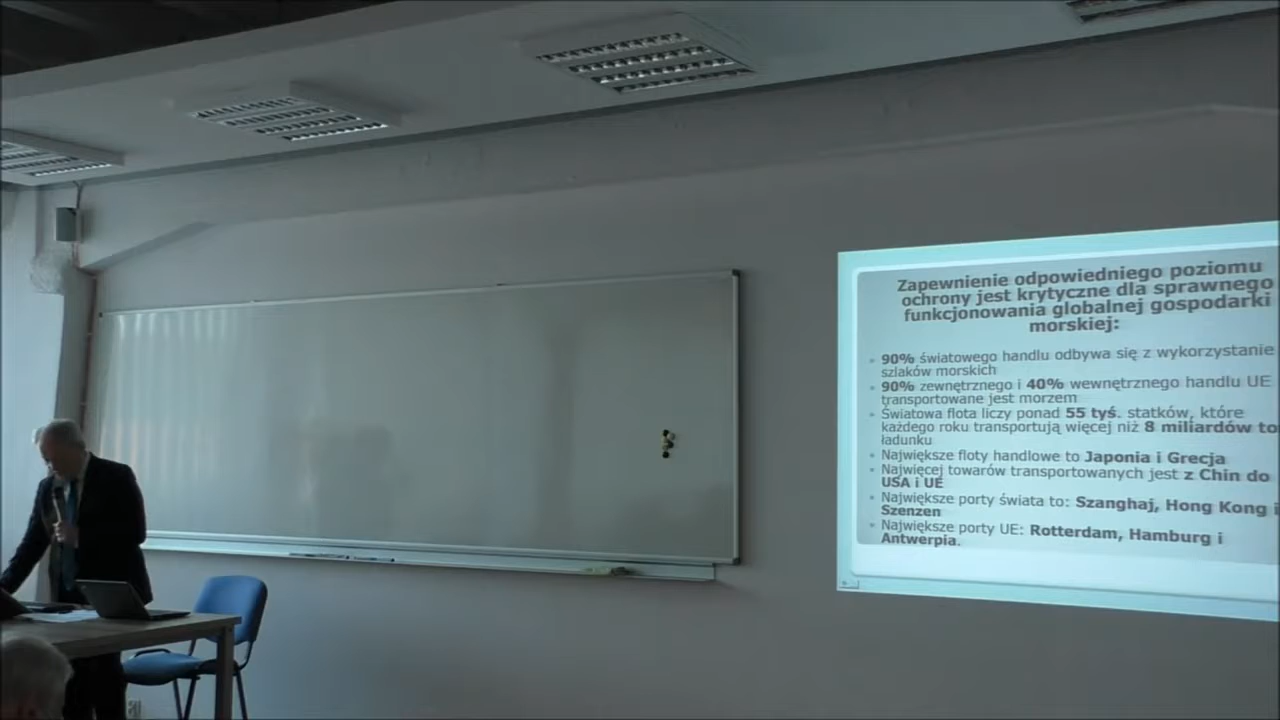 Zapewnienie odpowiedniego poziomu
ochrony jest krytyczne dla sprawnego
funkcjonowania globalnej gospodarki
morskiej:
90% światowego handlu odbywa się z wykorzystanie
szlaków morskich
90% zewnętrznego i 40% wewnętrznego handlu UE
transportowane jest morzem
Światowa flota liczy ponad 55 tyś. statków, które
każdego roku transportują więcej niż 8 miliardów to
ładunku
Największe floty handlowe to Japonia i Grecja
Najwięcej towarów transportowanych jest z Chin do
USA i UE
Największe porty świata to: Szanghaj, Hong Kong i
Szenzen
Największe porty UE: Rotterdam, Hamburg i
Antwerpia.